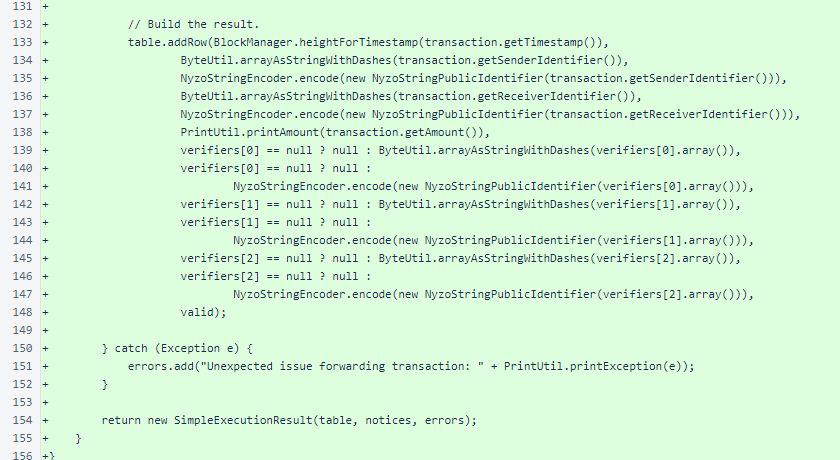 131 +
132 +             // Build the result.
133 +             table.addRow(BlockManager.heightForTimestamp(transaction.getTimestamp()),
134 +                     ByteUtil.arrayAsStringWithDashes(transaction.getSenderIdentifier()),
135 +                     NyzoStringEncoder.encode(new NyzoStringPublicIdentifier(transaction.getSenderIdentifier())),
136 +                     ByteUtil.arrayAsStringWithDashes(transaction.getReceiverIdentifier()),
137 +                     NyzoStringEncoder.encode(new NyzoStringPublicIdentifier(transaction.getReceiverIdentifier())),
138 +                     PrintUtil.printAmount(transaction.getAmount()),
139 +                     verifiers[0] == null ? null : ByteUtil.arrayAsStringWithDashes(verifiers[0].array()),
140 +                     verifiers[0] == null ? null :
141 +                             NyzoStringEncoder.encode(new NyzoStringPublicIdentifier(verifiers[0].array())),
142 +                     verifiers[1] == null ? null : ByteUtil.arrayAsStringWithDashes(verifiers[1].array()),
143 +                     verifiers[1] == null ? null :
144 +                             NyzoStringEncoder.encode(new NyzoStringPublicIdentifier(verifiers[1].array())),
145 +                     verifiers[2] == null ? null : ByteUtil.arrayAsStringWithDashes(verifiers[2].array()),
146 +                     verifiers[2] == null ? null :
147 +                             NyzoStringEncoder.encode(new NyzoStringPublicIdentifier(verifiers[2].array())),
148 +                     valid);
149 +
150 +         } catch (Exception e) {
151 +             errors.add("Unexpected issue forwarding transaction: " + PrintUtil.printException(e));
152 +         }
153 +
154 +         return new SimpleExecutionResult(table, notices, errors);
155 +     }
156 +}